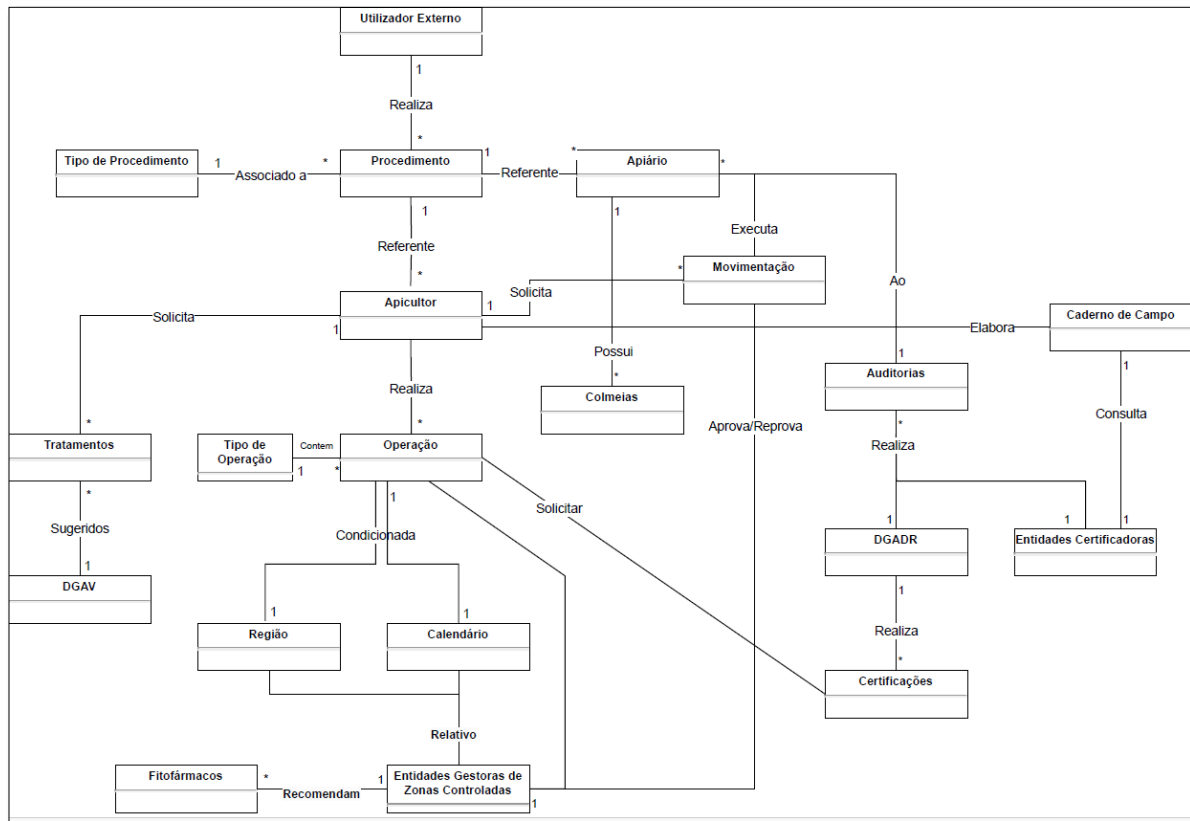 Utilizador Externo
1
Realiza
*
Tipo de Procedimento
1
Associado a
*
Procedimento
1
Referente
*
Apiário
*
1
1
Referente
*
Executa
Movimentação
*
Solicita
1
Apicultor
1
Solicita
Ao
Elabora
Caderno de Campo
1
Possui
*
Colmeias
1
Auditorias
*
Realiza
Consulta
Realiza
*
Aprova/Reprova
*
Tratamentos
*
Tipo de
Operação
Contem
1
*
Operação
1
Solicitar
Sugeridos
1
DGAV
Condicionada
1
1
Região
Calendário
1
DGADR
1
1
1
Entidades Certificadoras
Realiza
*
Certificações
Relativo
Fitofármacos
*
Recomendam
1
Entidades Gestoras de
Zonas Controladas
1